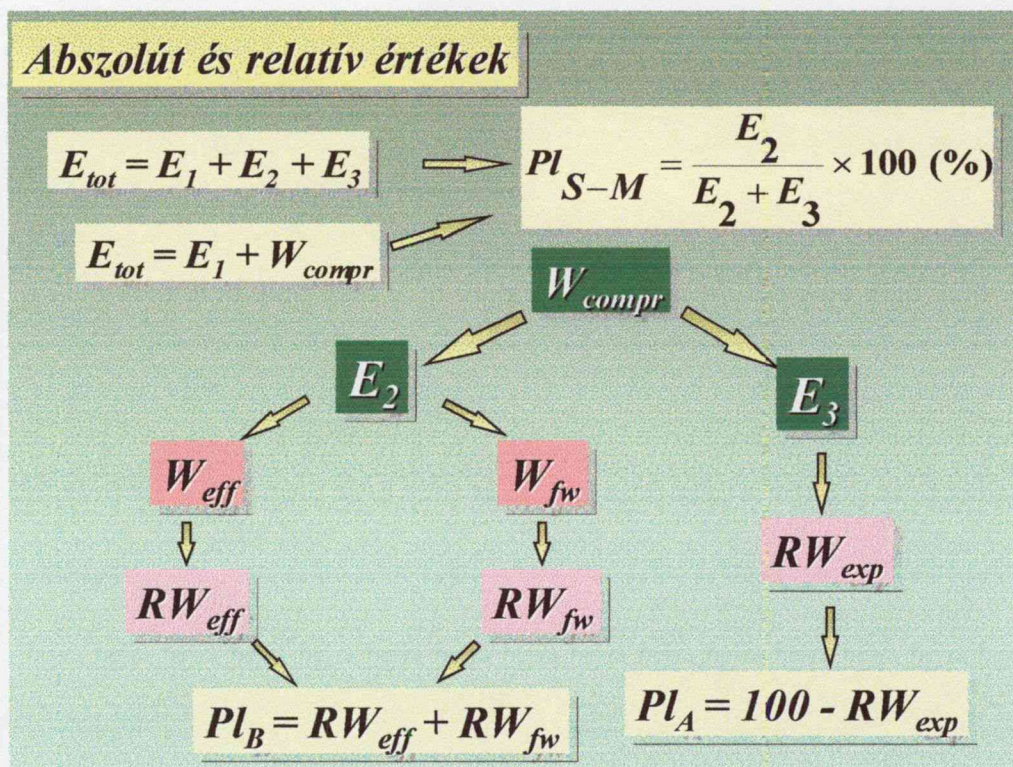 Abszolút és relatív értékek
E_tot = E_1 + E_2 + E_3
Pl_S–M = E_2 / (E_2 + E_3) × 100 (%)
E_tot = E_1 + W_compr
W_compr
E_2
E_3
W_eff
W_fw
RW_exp
RW_eff
RW_fw
Pl_B = RW_eff + RW_fw
Pl_A = 100 - RW_exp